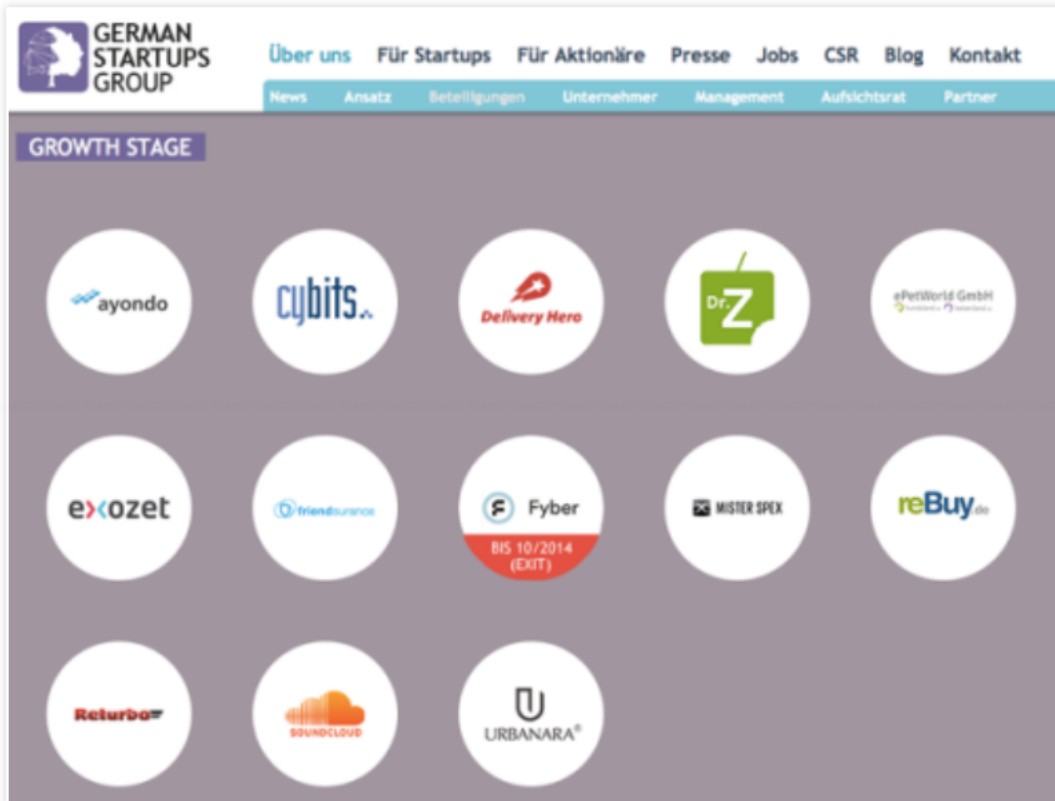 GERMAN
STARTUPS
GROUP
Über uns Für Startups Für Aktionäre Presse Jobs CSR Blog Kontakt
News Ansatz Beteiligungen Unternehmer Management Aufsichtsrat Partner
GROWTH STAGE
ayondo
cybits
Delivery Hero
Dr. Z
ePetWorld GmbH
exozet
friendsurance
Fyber
BIS 10/2014
(EXIT)
MISTER SPEX
reBuy.de
Returbo
SOUNDCLOUD
URBANARA®